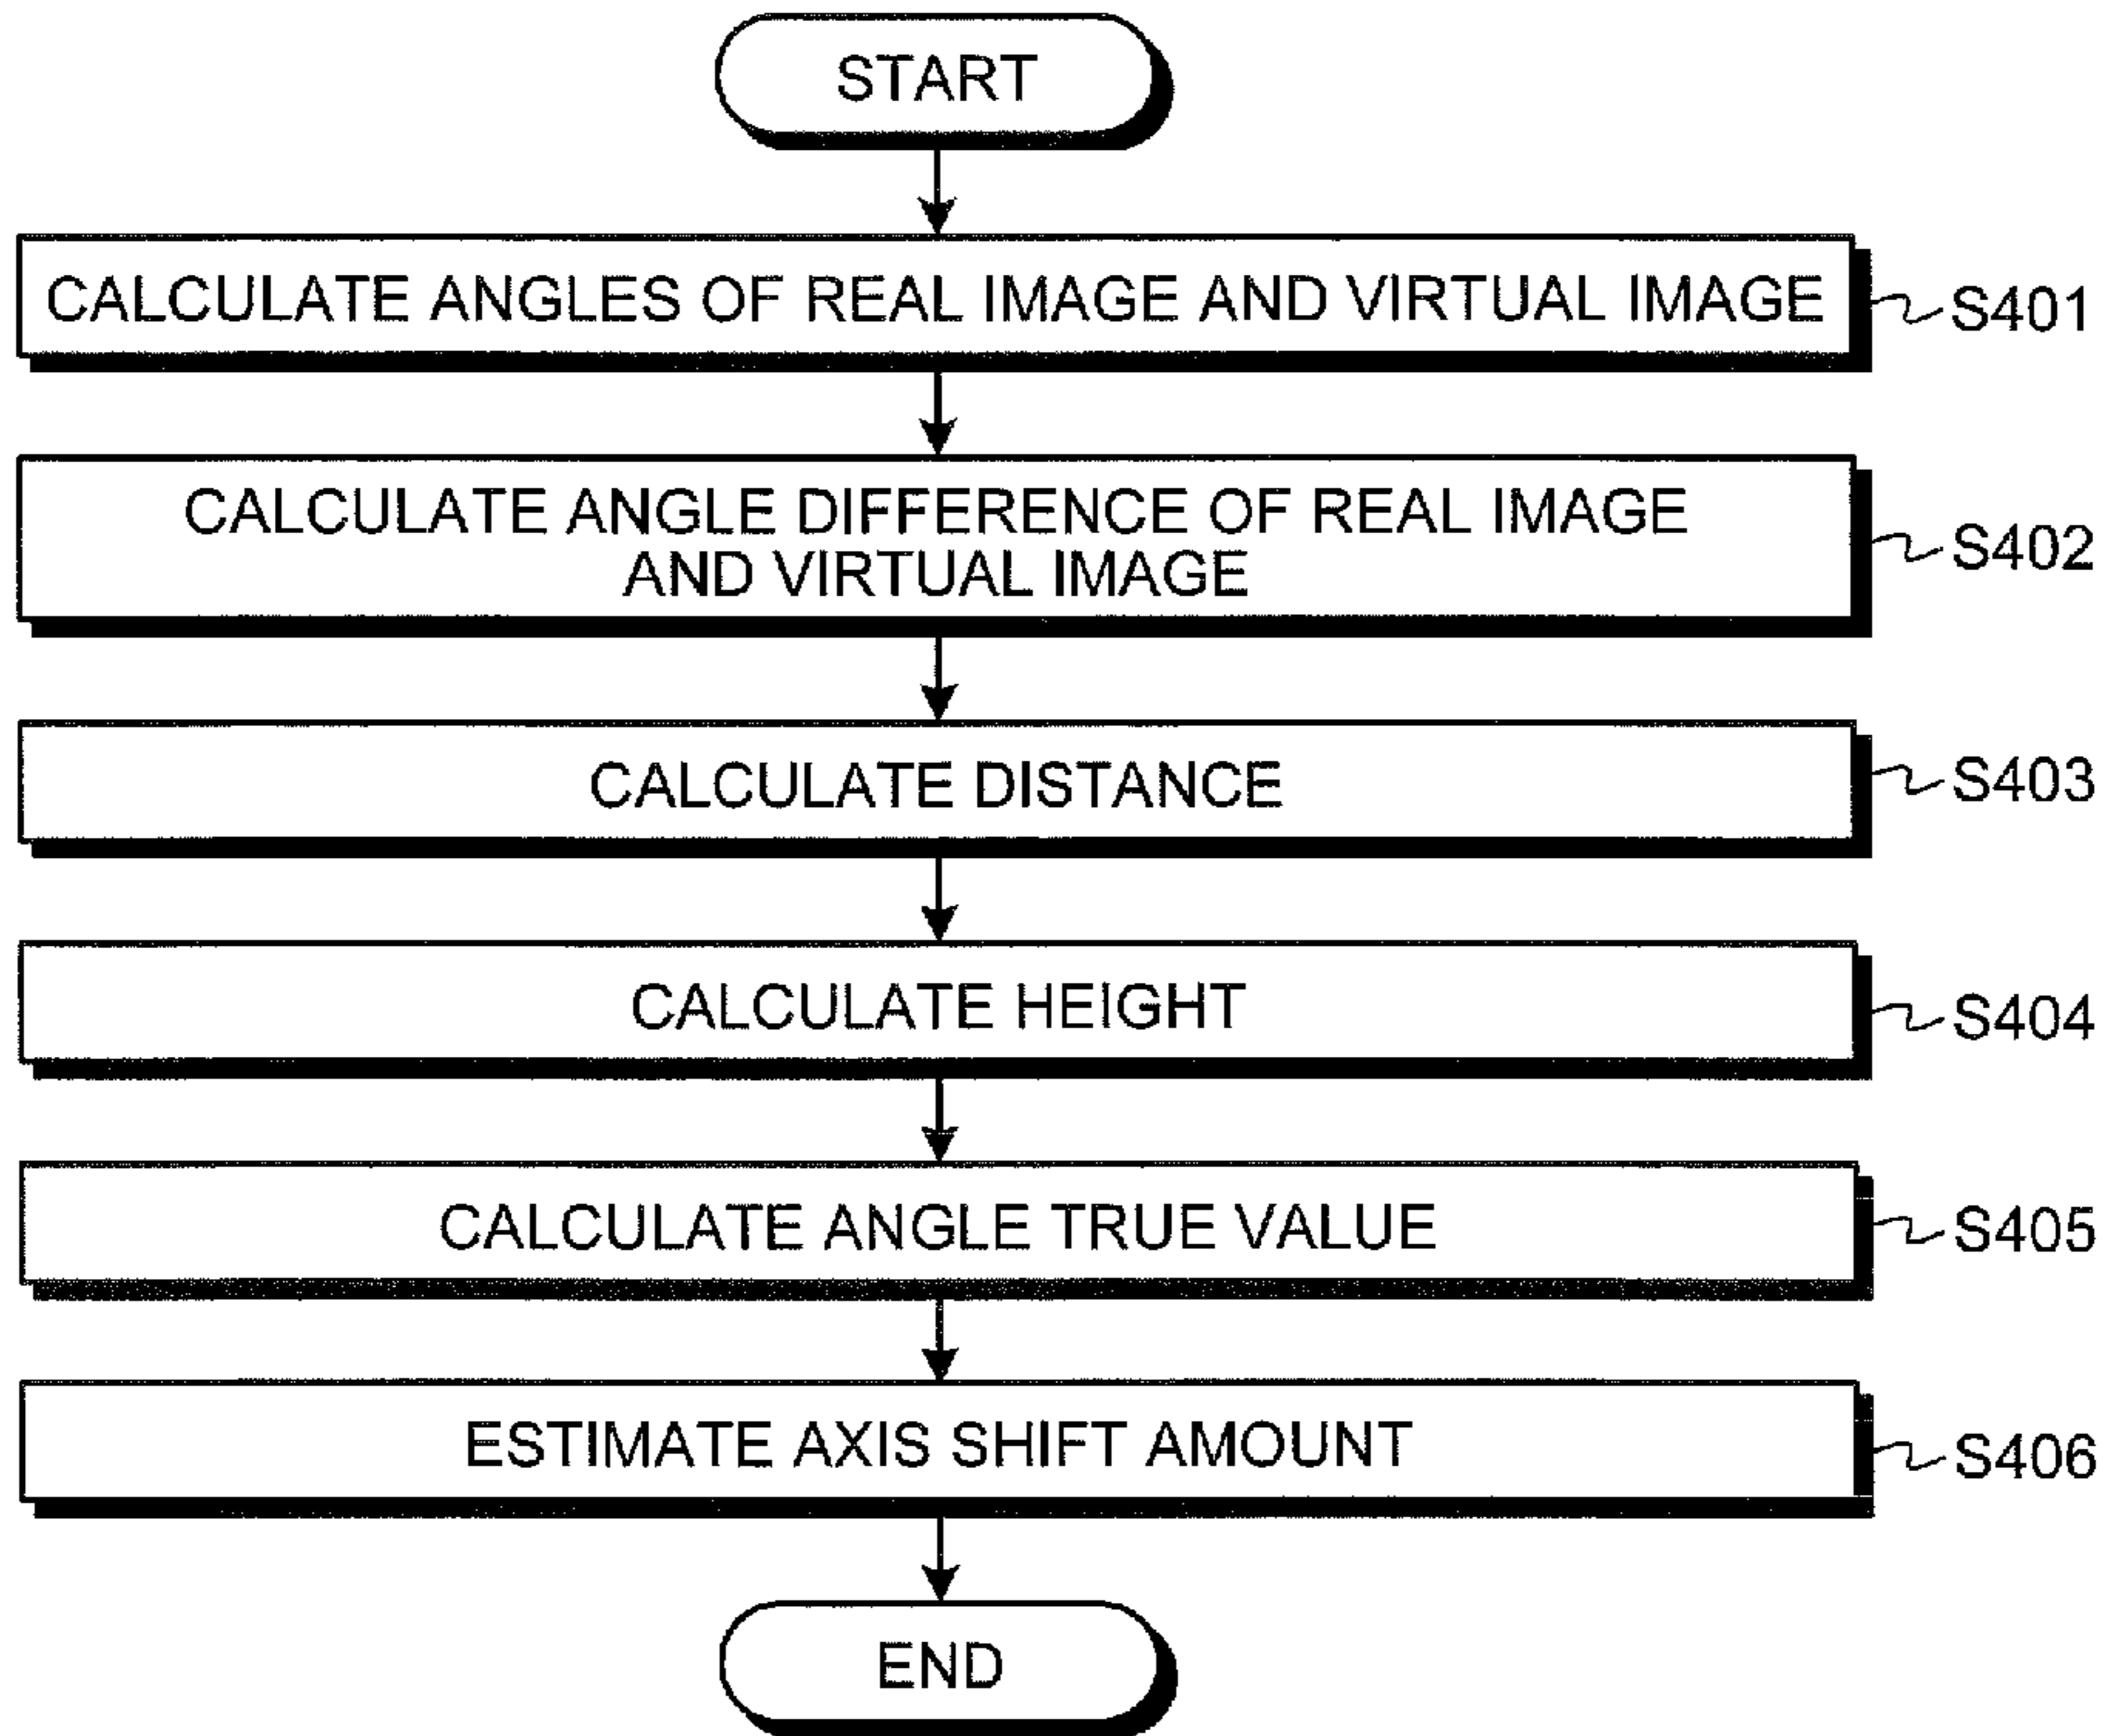 START
CALCULATE ANGLES OF REAL IMAGE AND VIRTUAL IMAGE
S401
CALCULATE ANGLE DIFFERENCE OF REAL IMAGE
AND VIRTUAL IMAGE
S402
CALCULATE DISTANCE
S403
CALCULATE HEIGHT
S404
CALCULATE ANGLE TRUE VALUE
S405
ESTIMATE AXIS SHIFT AMOUNT
S406
END